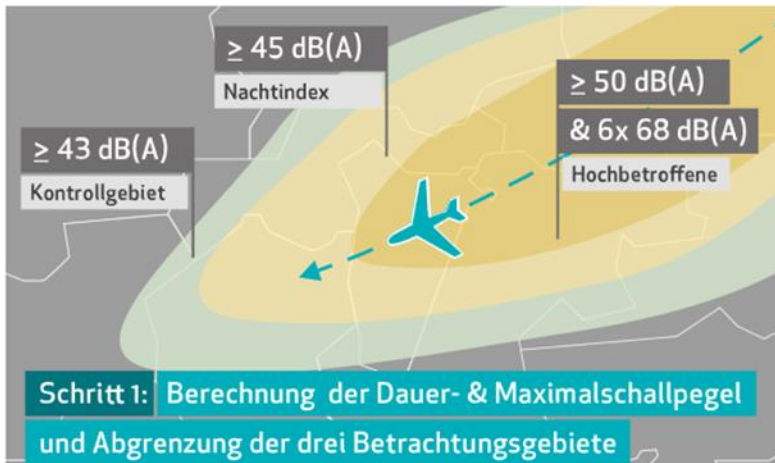 ≥ 45 dB(A)
Nachtindex
≥ 50 dB(A)
& 6x 68 dB(A)
Hochbetroffene
≥ 43 dB(A)
Kontrollgebiet
Schritt 1: Berechnung der Dauer- & Maximalschallpegel
und Abgrenzung der drei Betrachtungsgebiete